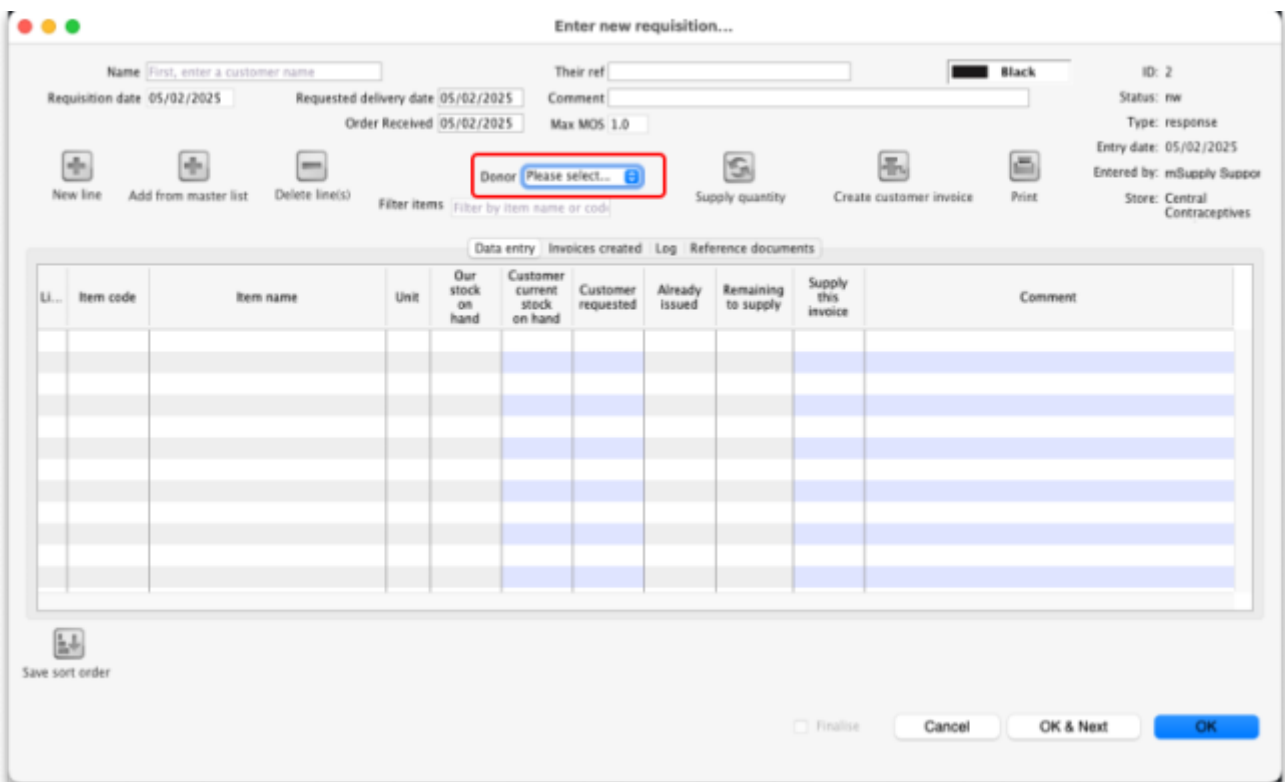 Enter new requisition...
Name First, enter a customer name Their ref Black ID: 2
Requisition date 05/02/2025 Requested delivery date 05/02/2025 Comment Status: nw
Order Received 05/02/2025 Max MOS 1.0 Type: response
Entry date: 05/02/2025
Donor Please select... Entered by: mSupply Suppor
New line Add from master list Delete line(s) Supply quantity Create customer invoice Print Store: Central
Filter items Filter by item name or code Contraceptives
Data entry Invoices created Log Reference documents
Li... Item code Item name Unit Our stock on hand Customer current stock on hand Customer requested Already issued Remaining to supply Supply this invoice Comment
Save sort order
Finalise Cancel OK & Next OK